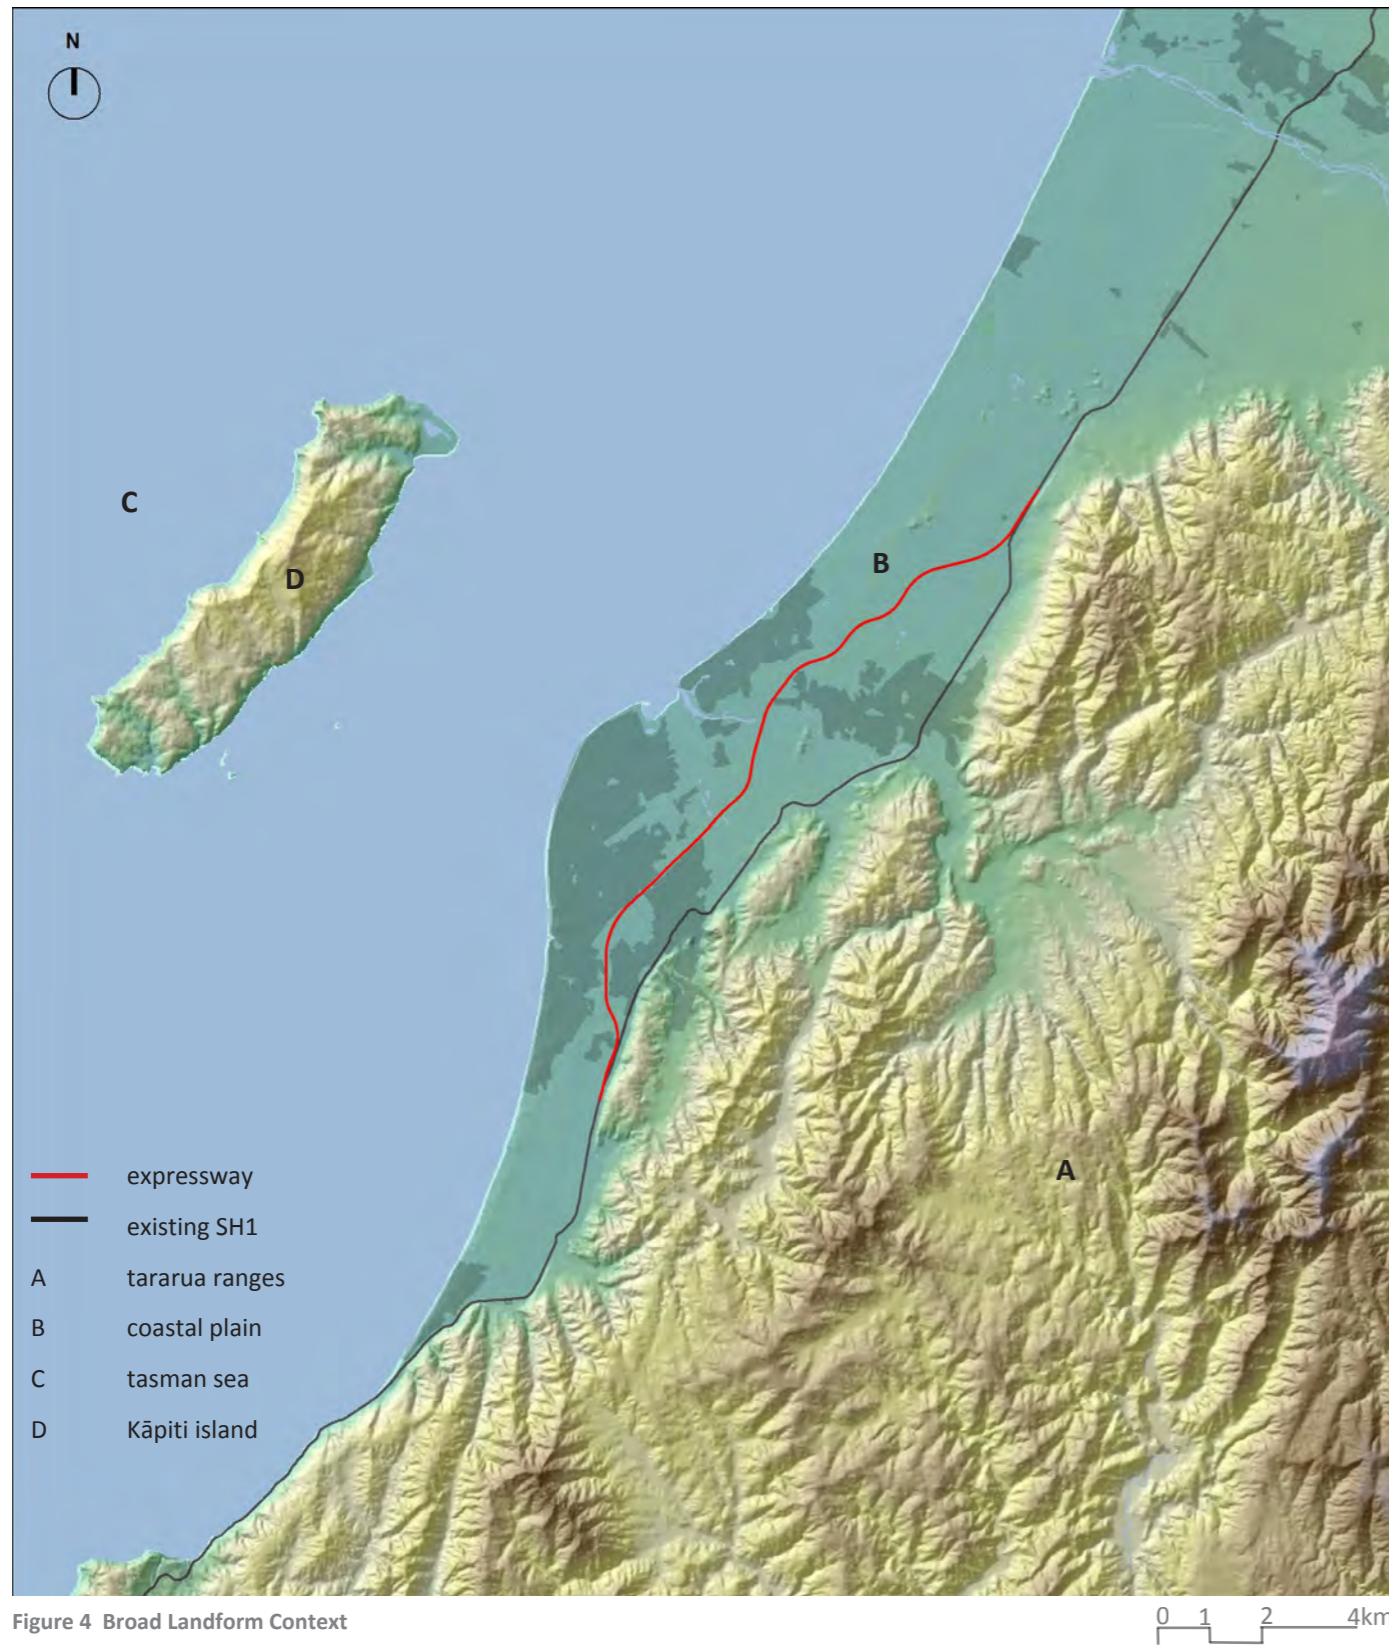 N
C
D
B
A
expressway
existing SH1
A tararua ranges
B coastal plain
C tasman sea
D Kāpiti island
Figure 4 Broad Landform Context
0 1 2 4km